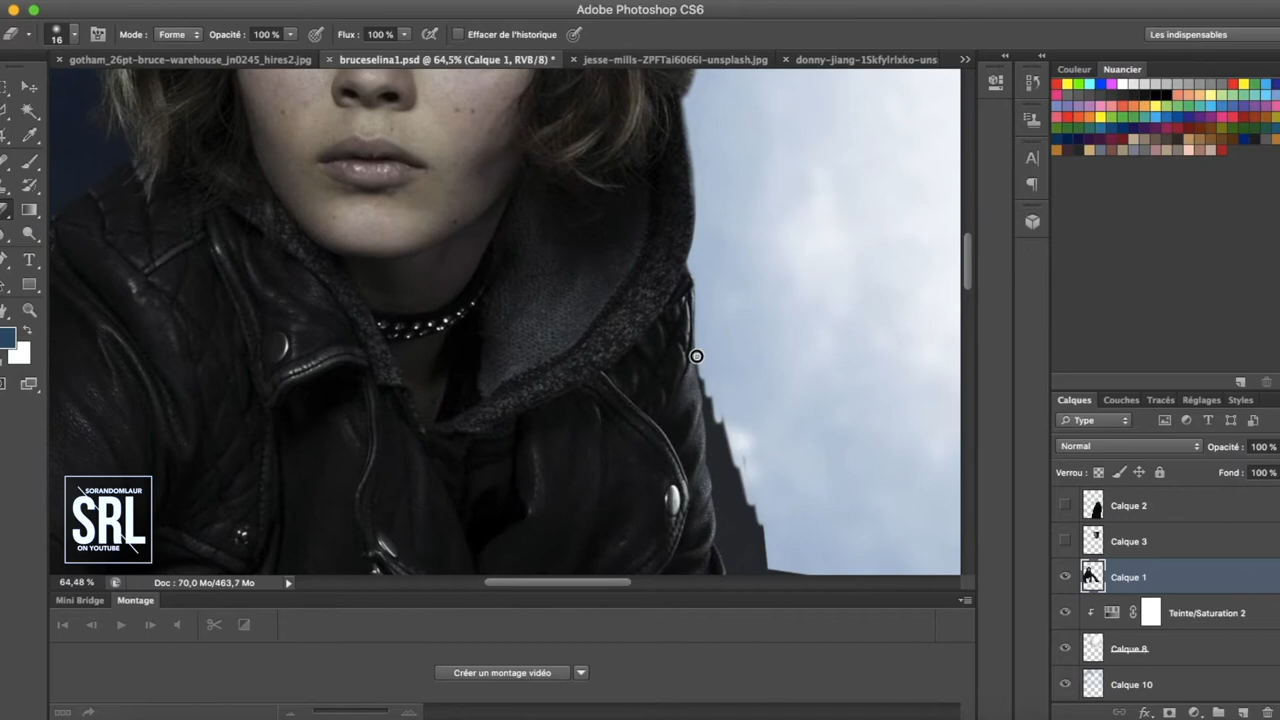 Adobe Photoshop CS6
16
Mode : Forme
Opacité : 100 %
Flux : 100 %
Effacer de l'historique
Les indispensables
gotham_26pt-bruce-warehouse_jn0245_hires2.jpg
bruceselina1.psd @ 64,5% (Calque 1, RVB/8) *
jesse-mills-ZPFTai6066I-unsplash.jpg
Couleur
Nuancier
Calques
Couches
Tracés
Réglages
Styles
Type
Normal
Opacité : 100 %
Verrou :
Fond : 100 %
Calque 2
Calque 3
Calque 1
Teinte/Saturation 2
Calque 8
Calque 10
SORANDOMLAUR
SRL
ON YOUTUBE
64,48 %
Doc : 70,0 Mo/463,7 Mo
Mini Bridge
Montage
Créer un montage vidéo